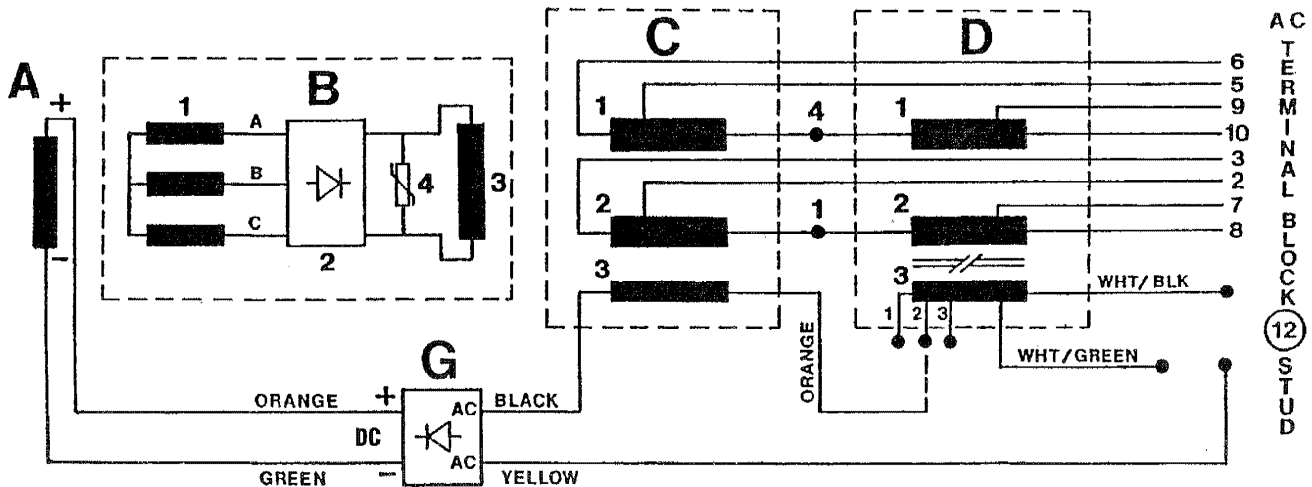 A
+
−
B
1
A
B
C
2
3
4
C
1
2
3
4
1
D
1
2
3
1 2 3
6
5
9
10
3
2
7
8
WHT/BLK
WHT/GREEN
AC
TERMINAL BLOCK
12
STUD
G
ORANGE
+
AC
BLACK
DC
ORANGE
GREEN
−
AC
YELLOW